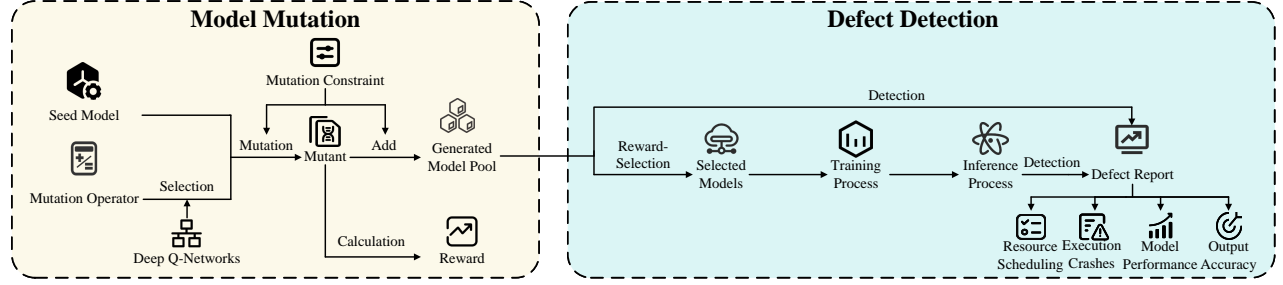 Model Mutation
Mutation Constraint
Seed Model
Mutation
Mutant
Add
Generated
Model Pool
Mutation Operator
Selection
Deep Q-Networks
Calculation
Reward
Defect Detection
Detection
Reward-
Selection
Selected
Models
Training
Process
Inference
Process
Detection
Defect Report
Resource
Scheduling
Execution
Crashes
Model
Performance
Output
Accuracy